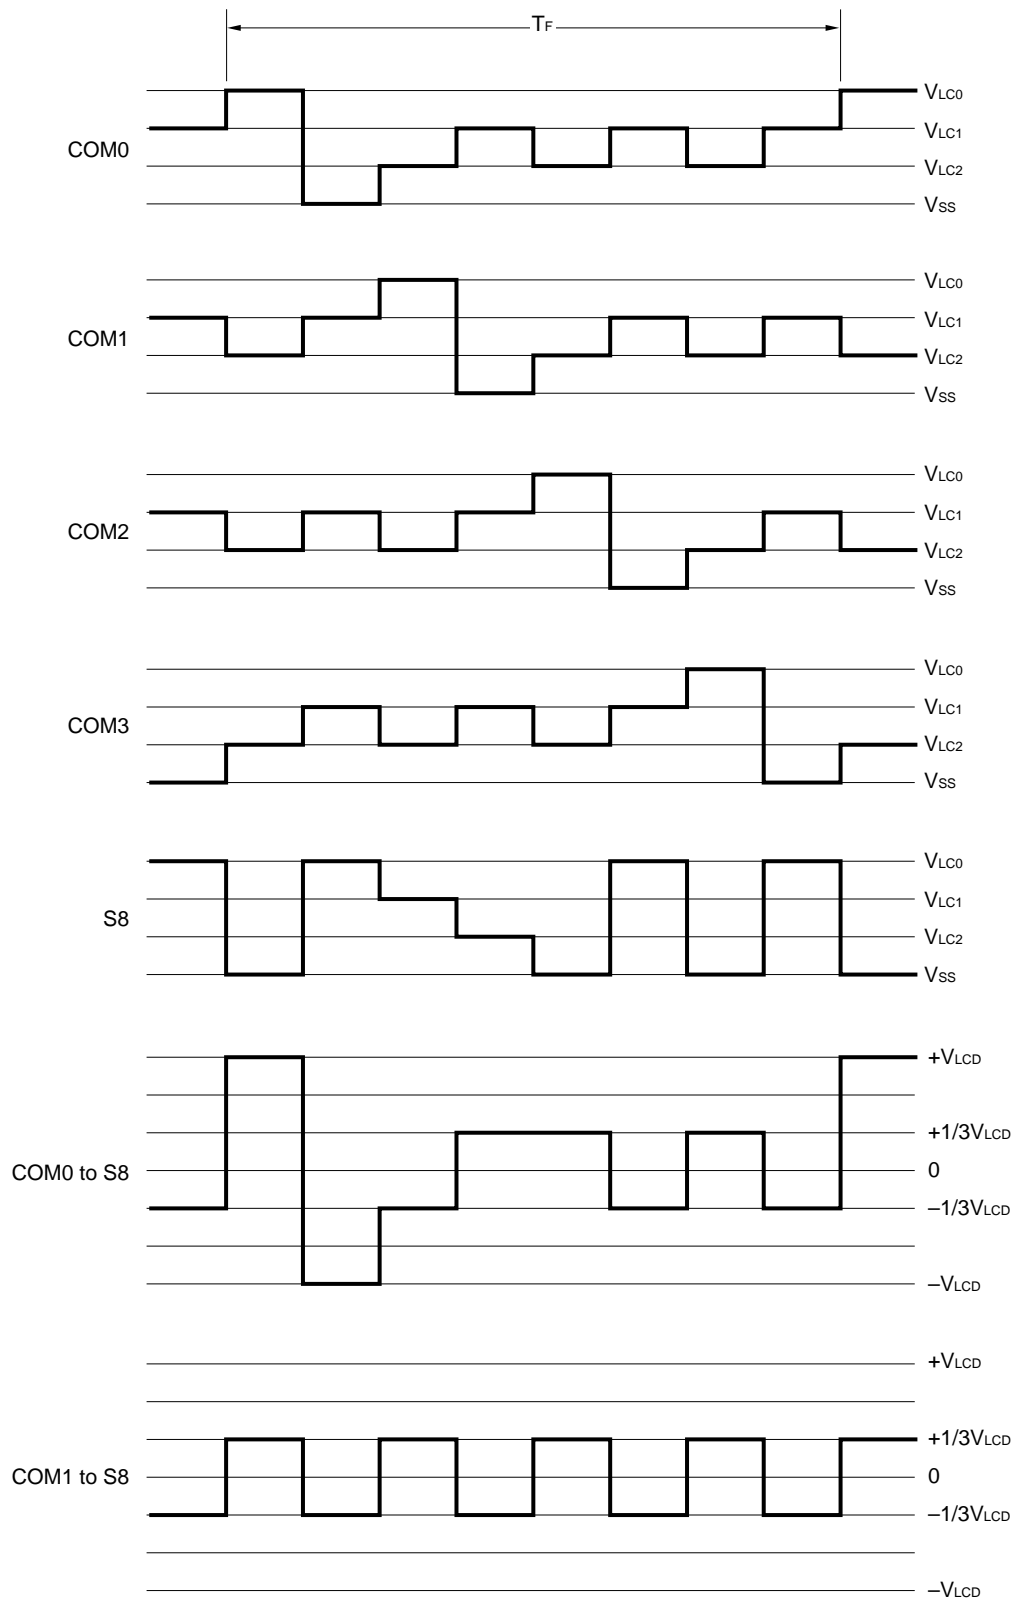 TF
VLC0
VLC1
COM0
VLC2
VSS
VLC0
VLC1
COM1
VLC2
VSS
VLC0
VLC1
COM2
VLC2
VSS
VLC0
VLC1
COM3
VLC2
VSS
VLC0
VLC1
S8
VLC2
VSS
+VLCD
+1/3VLCD
COM0 to S8
0
–1/3VLCD
–VLCD
+VLCD
+1/3VLCD
COM1 to S8
0
–1/3VLCD
–VLCD